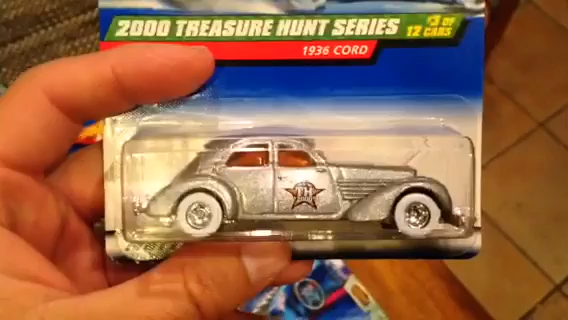 2000 TREASURE HUNT SERIES
#3 OF
12 CARS
1936 CORD